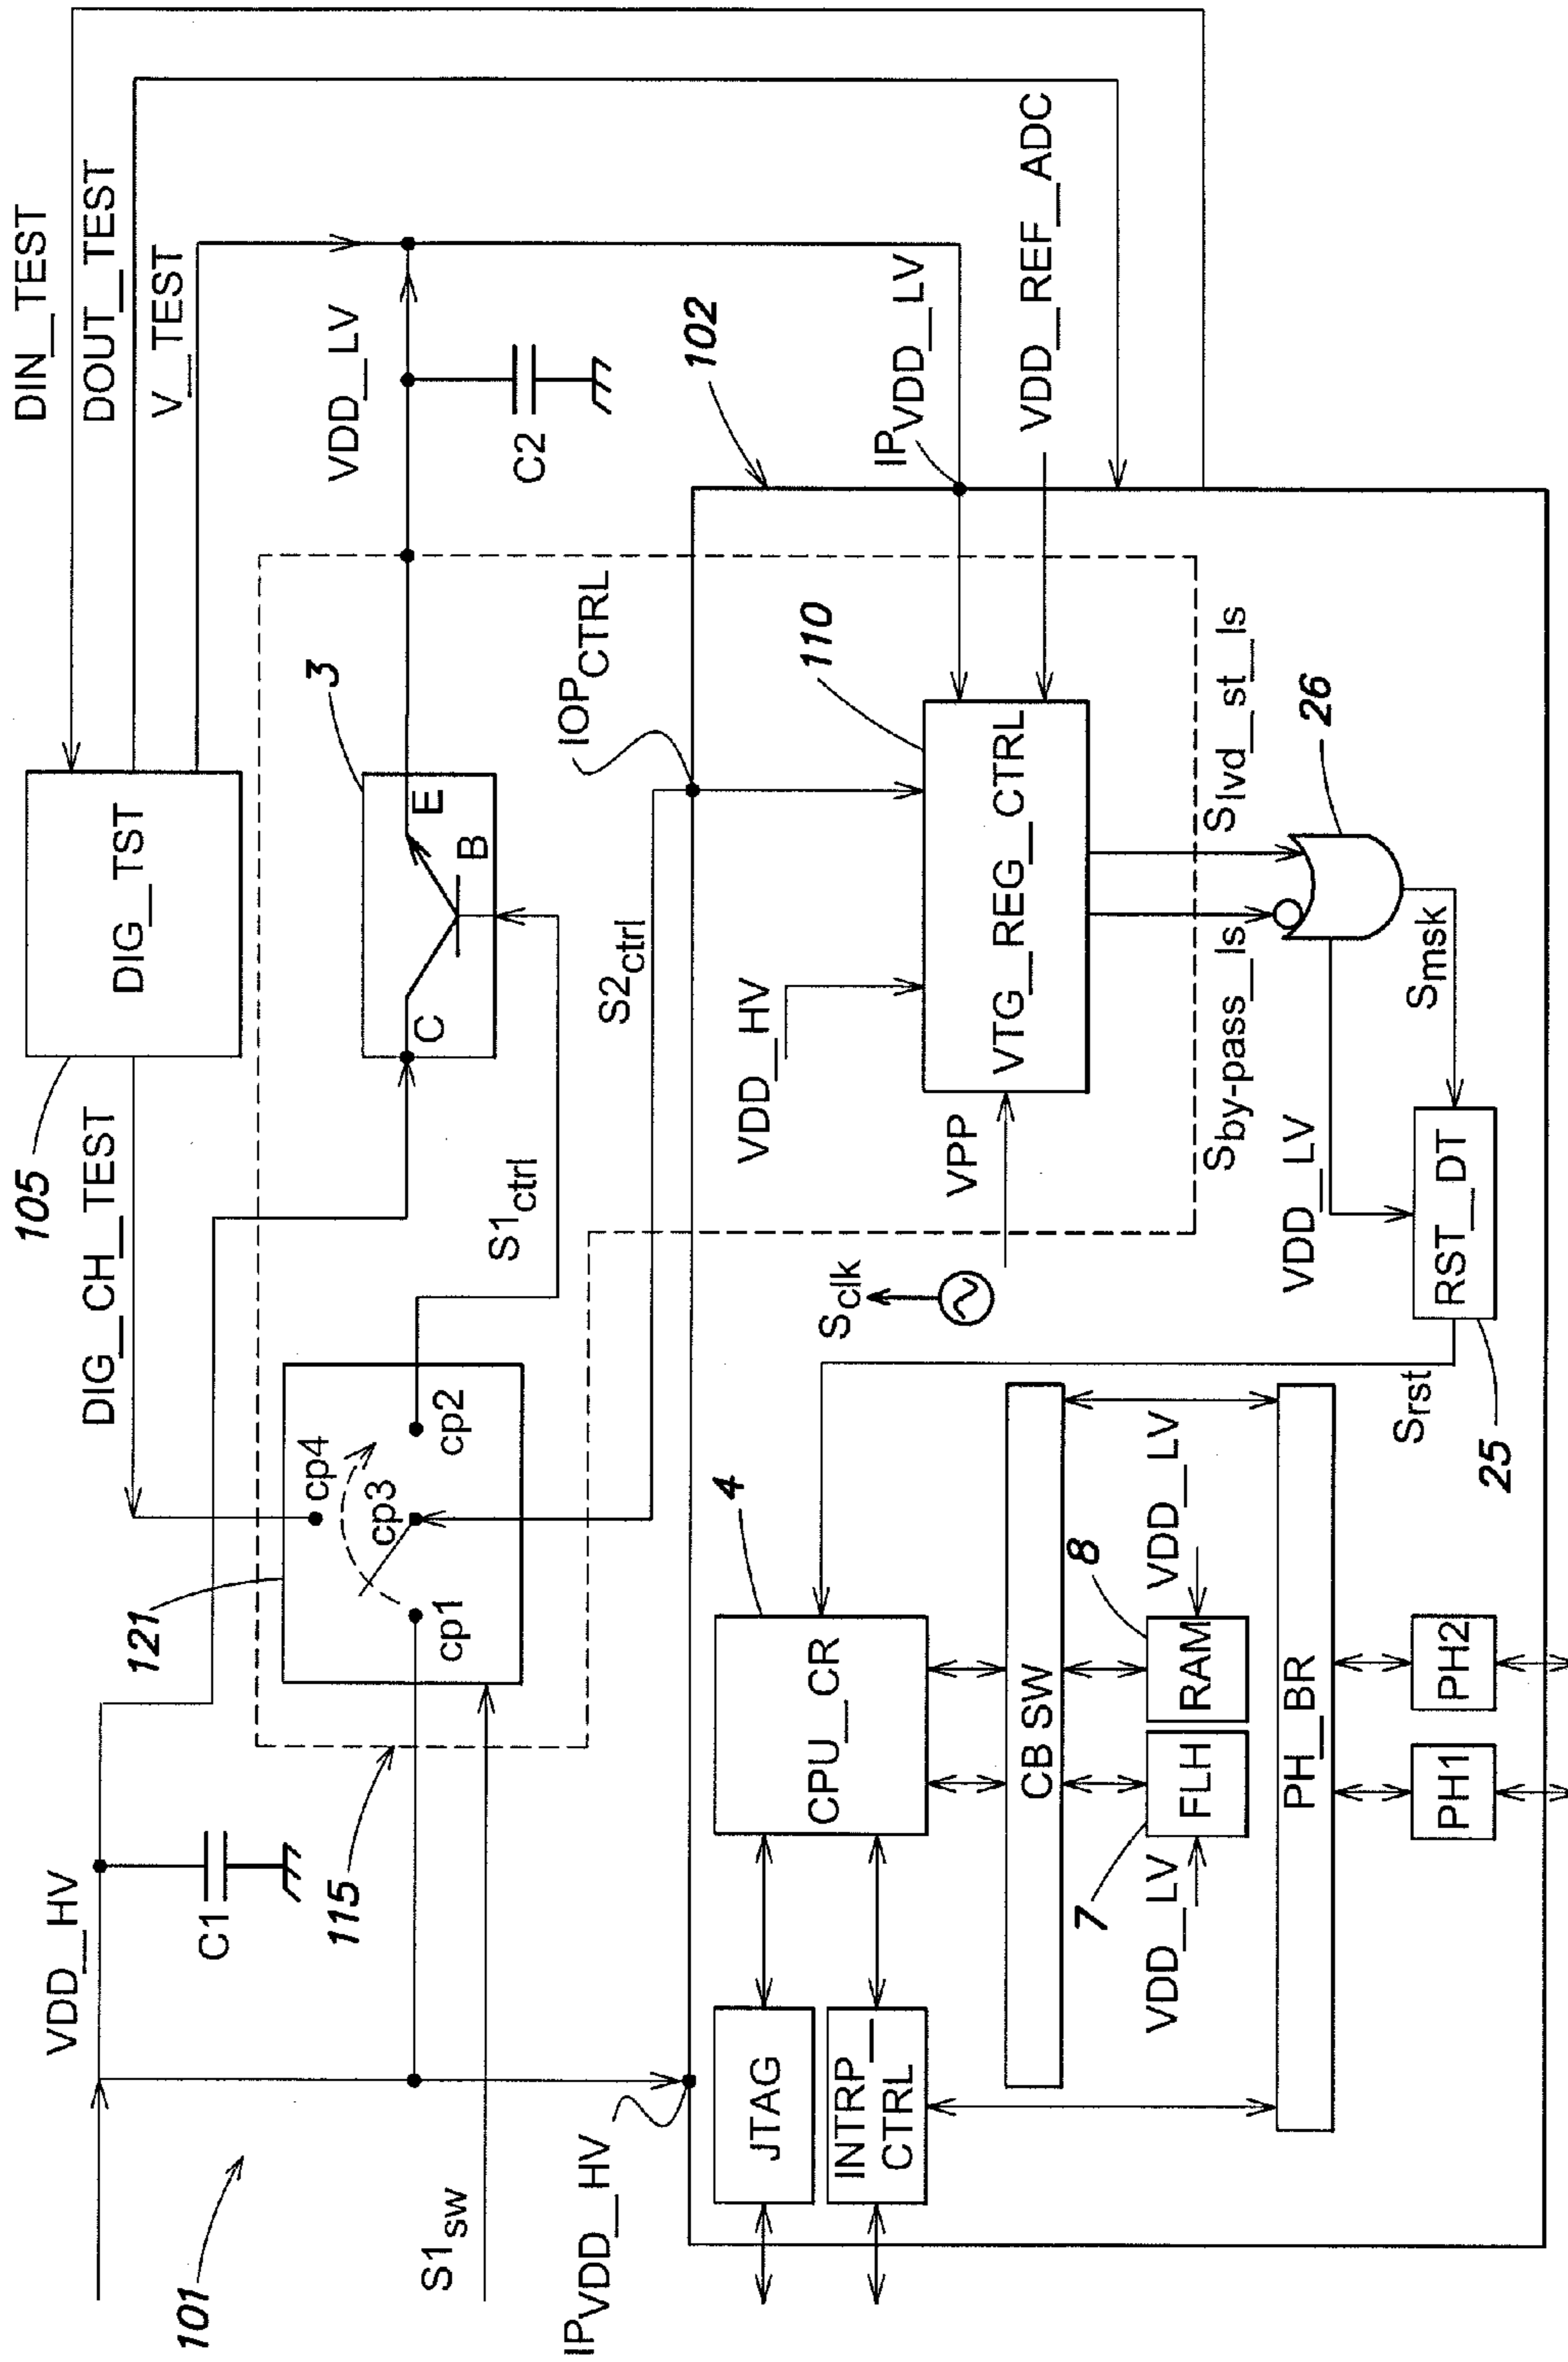 DIN_TEST
DOUT_TEST
V_TEST
DIG_TST
105
DIG_CH_TEST
VDD_HV
C1
101
115
121
cp4
cp3
cp1
cp2
S1sw
S1ctrl
3
C
E
B
VDD_LV
C2
S2ctrl
IOPCTRL
102
IPVDD_LV
VDD_REF_ADC
IPVDD_HV
110
VDD_HV
VPP
VTG_REG_CTRL
Sclk
Sby-pass_ls
Slvd_st_ls
26
Smsk
VDD_LV
RST_DT
25
Srst
4
CPU_CR
JTAG
INTRP_
CTRL
CB SW
8
RAM
VDD_LV
7
FLH
VDD_LV
PH_BR
PH1
PH2